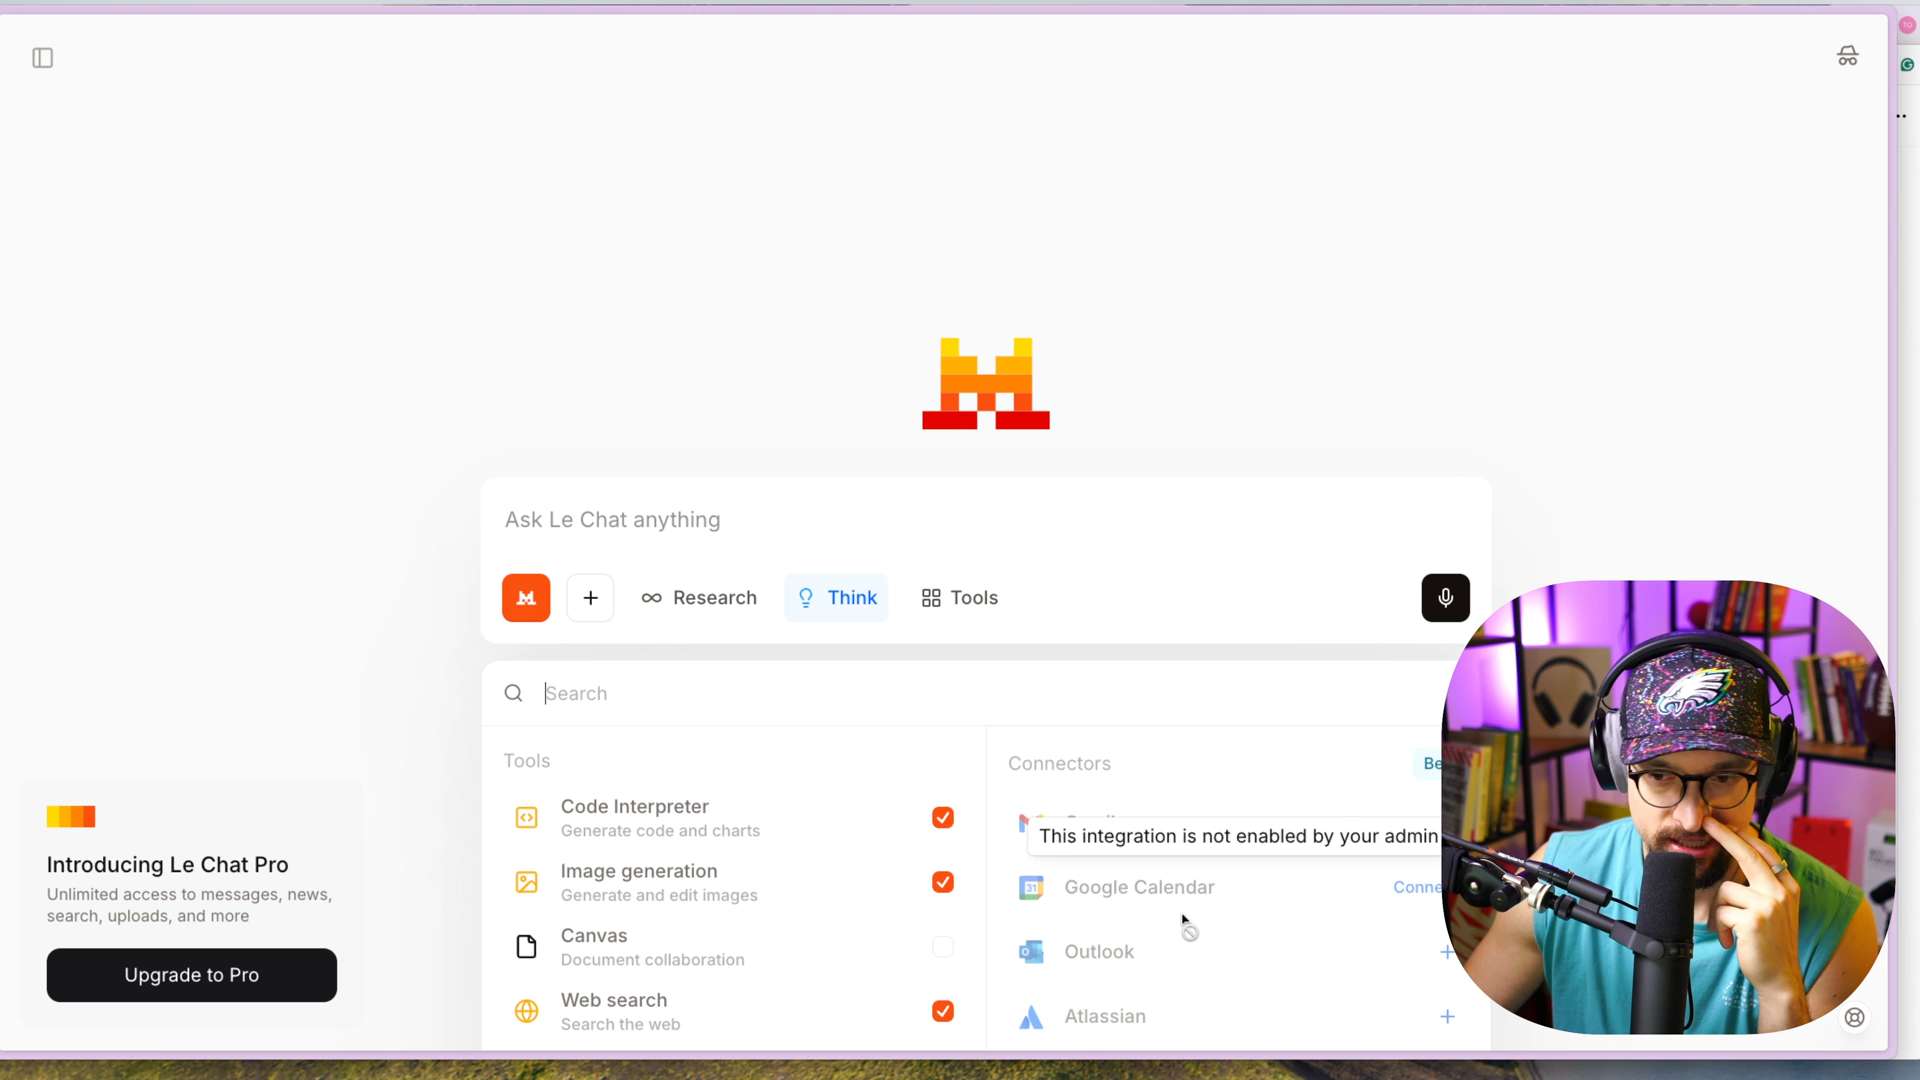 Ask Le Chat anything
Research
Think
Tools
Search
Tools
Connectors
Code Interpreter
Generate code and charts
This integration is not enabled by your admin
Image generation
Generate and edit images
31
Google Calendar
Canvas
Document collaboration
Outlook
Web search
Search the web
Atlassian
Introducing Le Chat Pro
Unlimited access to messages, news,
search, uploads, and more
Upgrade to Pro